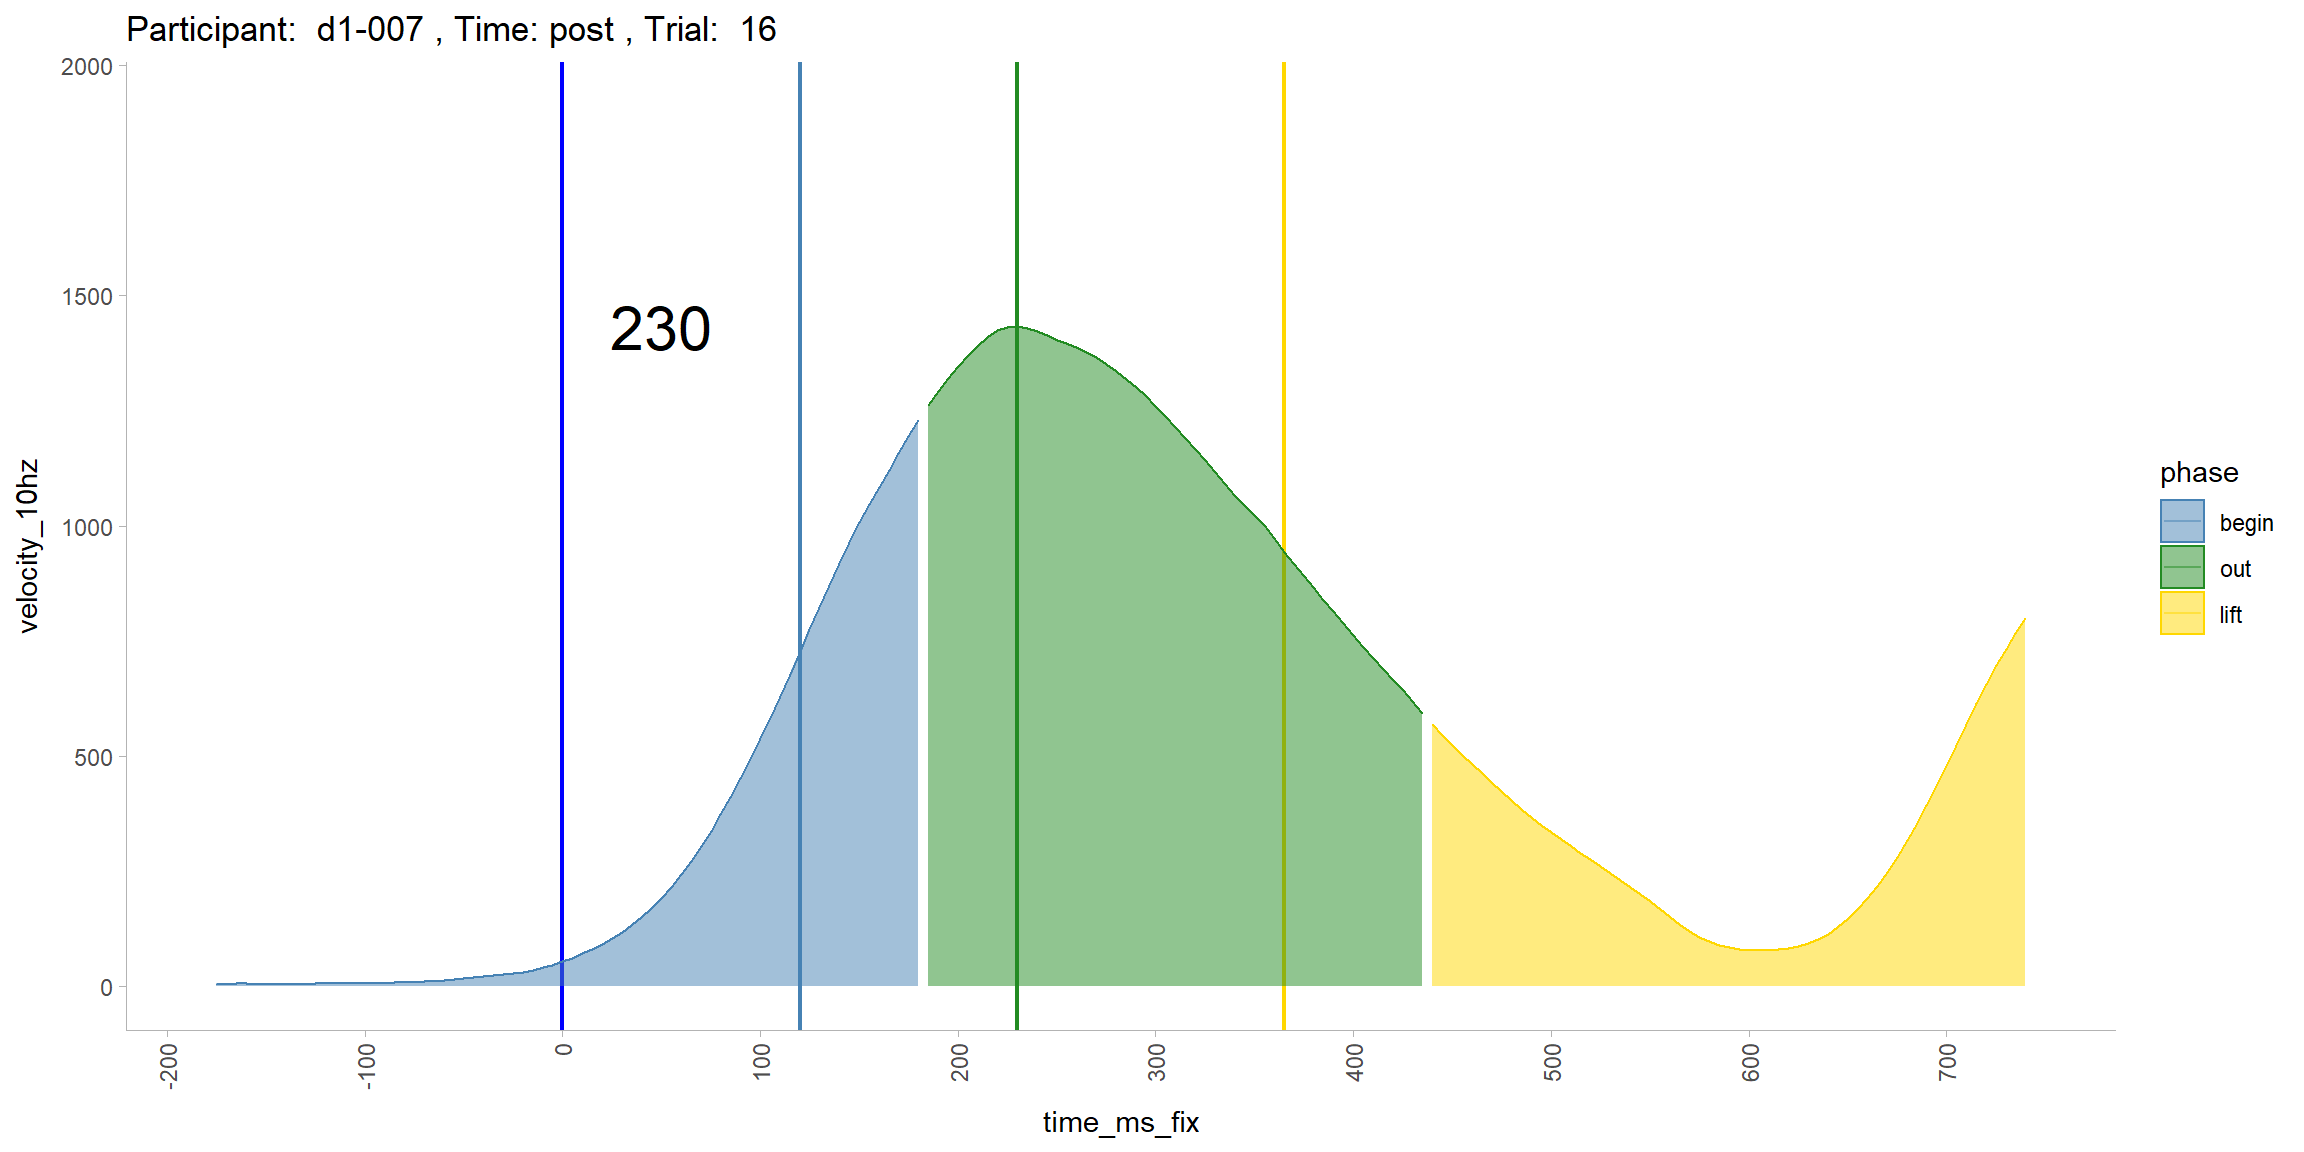 Participant:  d1-007 , Time: post , Trial:  16
2000
1500
1000
500
0
velocity_10hz
230
-200
-100
0
100
200
300
400
500
600
700
time_ms_fix
phase
begin
out
lift